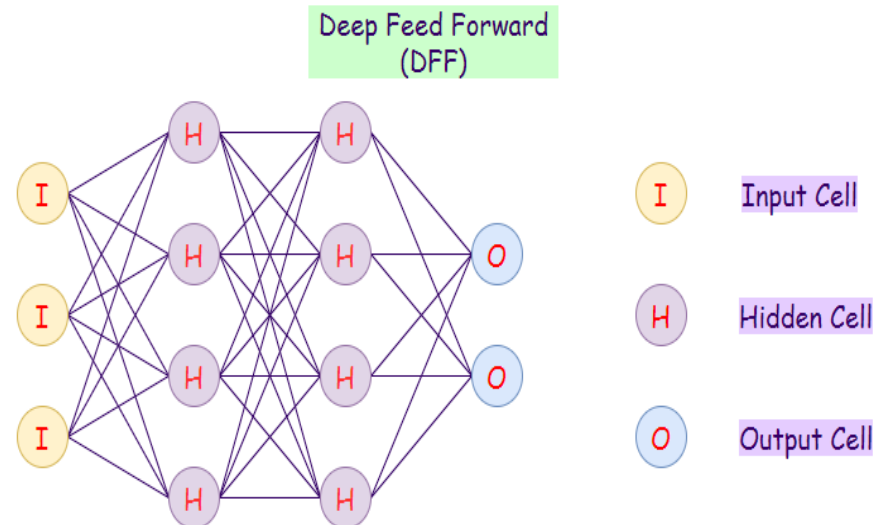 Deep Feed Forward
(DFF)
H H
I I Input Cell
H H O
I H Hidden Cell
H H O
I O Output Cell
H H